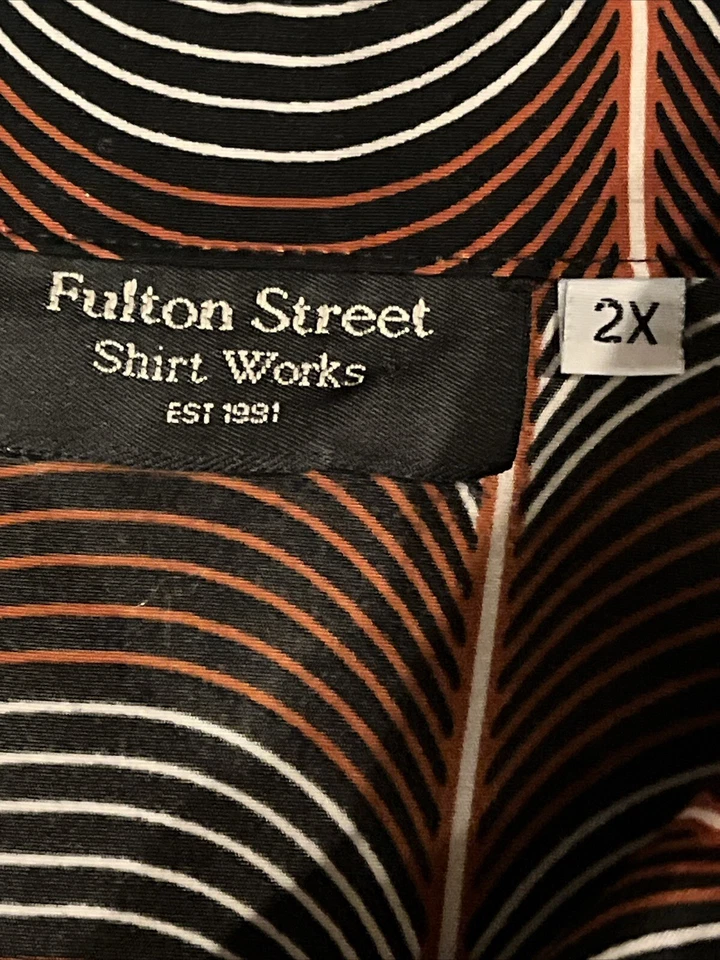 Fulton Street
Shirt Works
EST 1991
2X